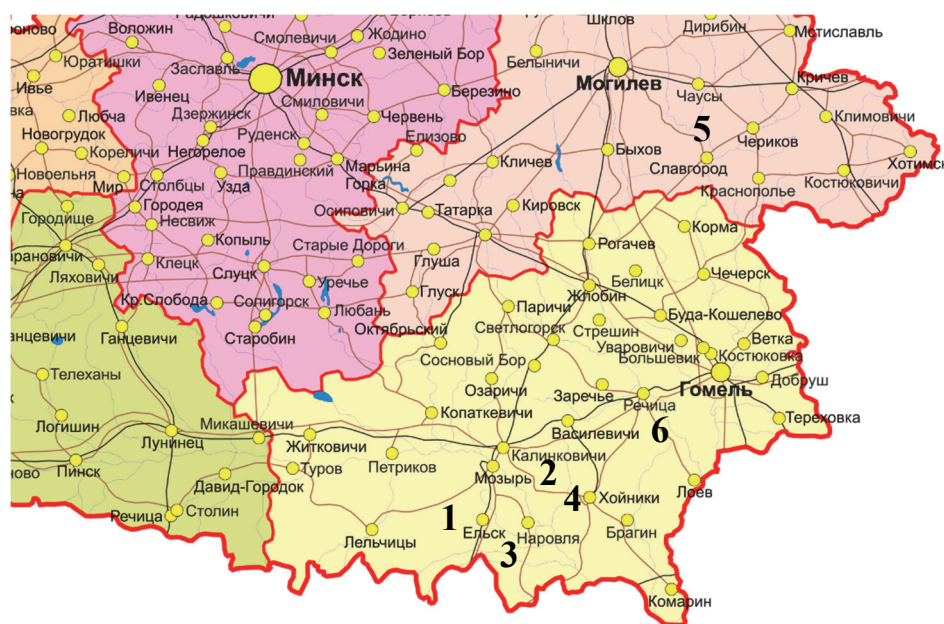 Шклов
Дирибин
Мстиславль
Воложин
Смолевичи
Жодино
Зеленый Бор
Юратишки
Заславль
Минск
Белыничи
Могилев
Кричев
Ивье
Ивенец
Смиловичи
Березино
Чаусы
Любча
Дзержинск
Червень
5
Климовичи
Новогрудок
Руденск
Елизово
Чериков
Негорелое
Кореличи
Правдинский
Марьина
Горка
Кличев
Быхов
Славгород
Хотимск
Новоельня
Мир
Столбцы
Узда
Краснополье
Костюковичи
Городище
Городея
Несвиж
Осиповичи
Татарка
Кировск
Корма
Копыль
Старые Дороги
Рогачев
Ляховичи
Клецк
Слуцк
Уречье
Глуша
Белицк
Чечерск
Кр.Слобода
Солигорск
Любань
Глуск
Жлобин
Паричи
Буда-Кошелево
Ганцевичи
Старобин
Октябрьский
Светлогорск
Стрешин
Уваровичи
Ветка
Сосновый Бор
Большевик
Костюковка
Телеханы
Озаричи
Заречье
Гомель
Добруш
Речица
Логишин
Микашевичи
Копаткевичи
Тереховка
Лунинец
Житковичи
Василевичи
6
Калинковичи
Пинск
Туров
Петриков
Мозырь
2
Давид-Городок
4
Хойники
Лоев
Речица
Столин
1
Ельск
Наровля
Брагин
Лельчицы
3
Комарин